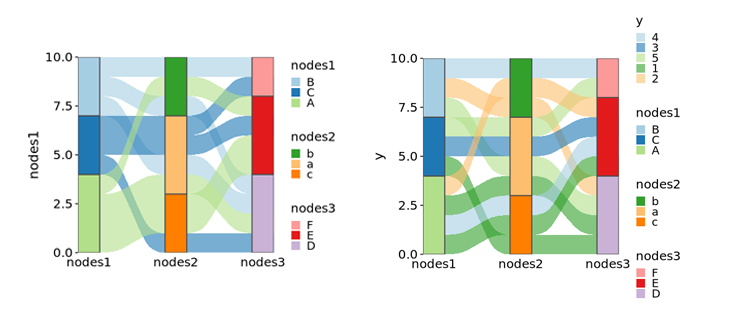 10.0
7.5
5.0
2.5
0.0
nodes1
nodes1
nodes2
nodes3
nodes1
B
C
A
nodes2
b
a
c
nodes3
F
E
D
10.0
7.5
5.0
2.5
0.0
y
nodes1
nodes2
nodes3
y
4
3
5
1
2
nodes1
B
C
A
nodes2
b
a
c
nodes3
F
E
D